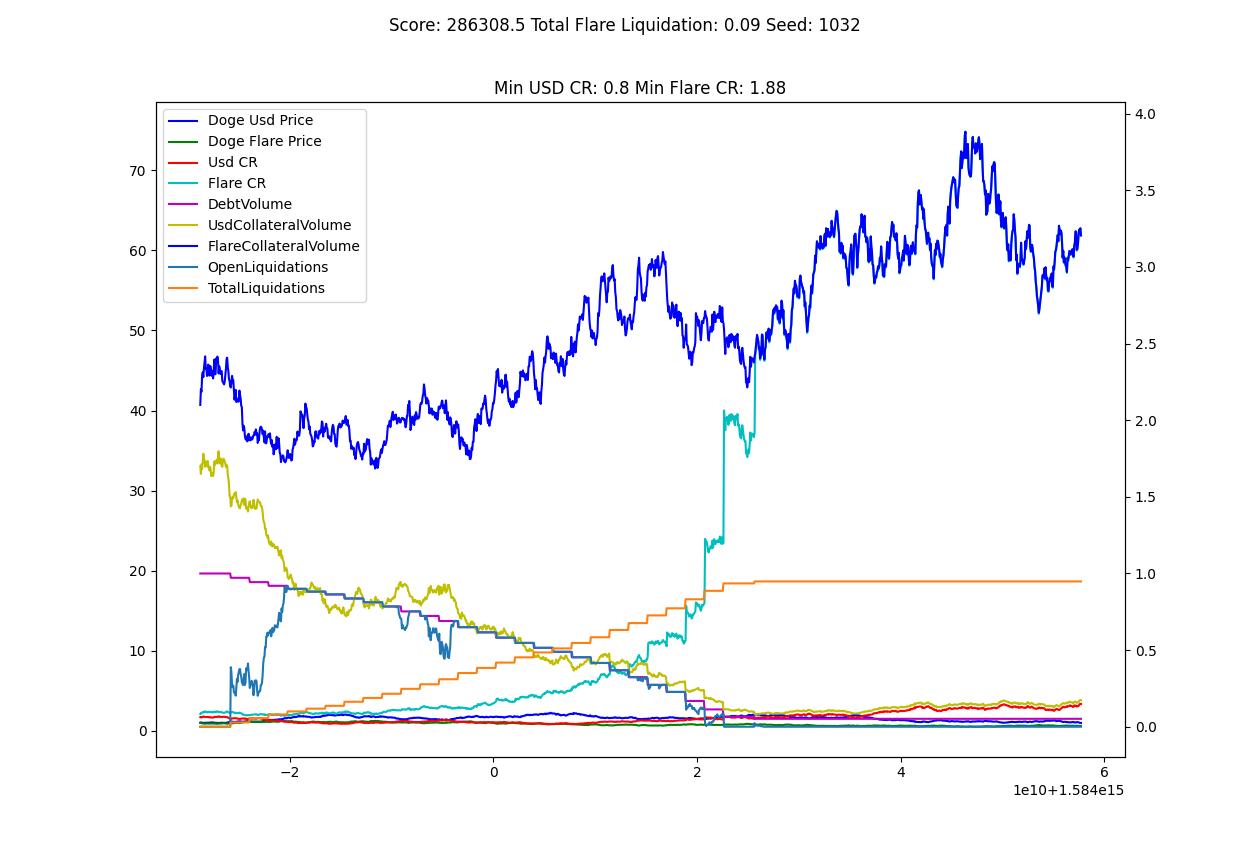 Score: 286308.5 Total Flare Liquidation: 0.09 Seed: 1032
Min USD CR: 0.8 Min Flare CR: 1.88
Doge Usd Price
Doge Flare Price
Usd CR
Flare CR
DebtVolume
UsdCollateralVolume
FlareCollateralVolume
OpenLiquidations
TotalLiquidations
70
60
50
40
30
20
10
0
4.0
3.5
3.0
2.5
2.0
1.5
1.0
0.5
0.0
−2
0
2
4
6
1e10+1.584e15